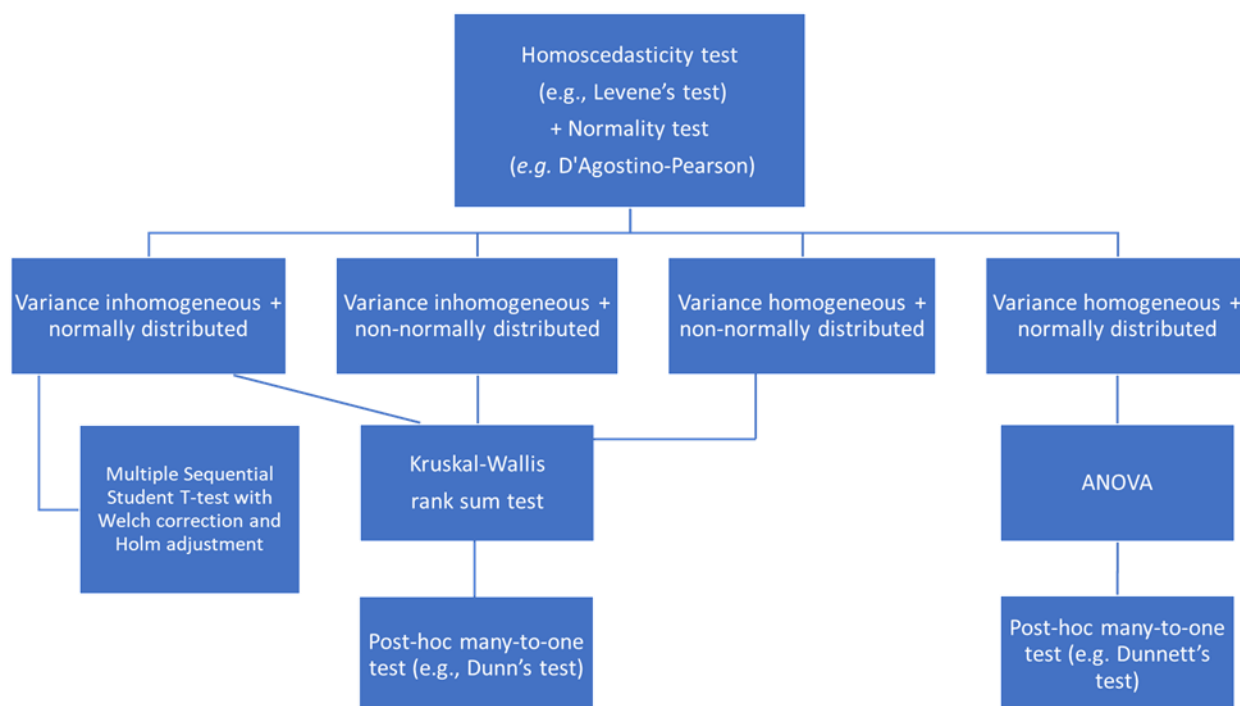 Homoscedasticity test
(e.g., Levene’s test)
+ Normality test
(e.g. D'Agostino-Pearson)
Variance inhomogeneous +
normally distributed
Variance inhomogeneous +
non-normally distributed
Variance homogeneous +
non-normally distributed
Variance homogeneous +
normally distributed
Multiple Sequential
Student T-test with
Welch correction and
Holm adjustment
Kruskal-Wallis
rank sum test
ANOVA
Post-hoc many-to-one
test (e.g., Dunn’s test)
Post-hoc many-to-one
test (e.g. Dunnett’s
test)